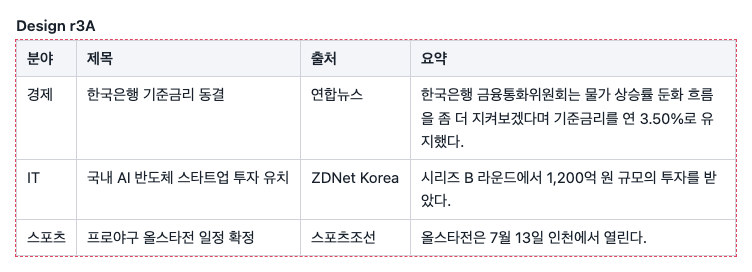 Design r3A
분야 제목 출처 요약
경제 한국은행 기준금리 동결 연합뉴스 한국은행 금융통화위원회는 물가 상승률 둔화 흐름
을 좀 더 지켜보겠다며 기준금리를 연 3.50%로 유
지했다.
IT 국내 AI 반도체 스타트업 투자 유치 ZDNet Korea 시리즈 B 라운드에서 1,200억 원 규모의 투자를 받
았다.
스포츠 프로야구 올스타전 일정 확정 스포츠조선 올스타전은 7월 13일 인천에서 열린다.